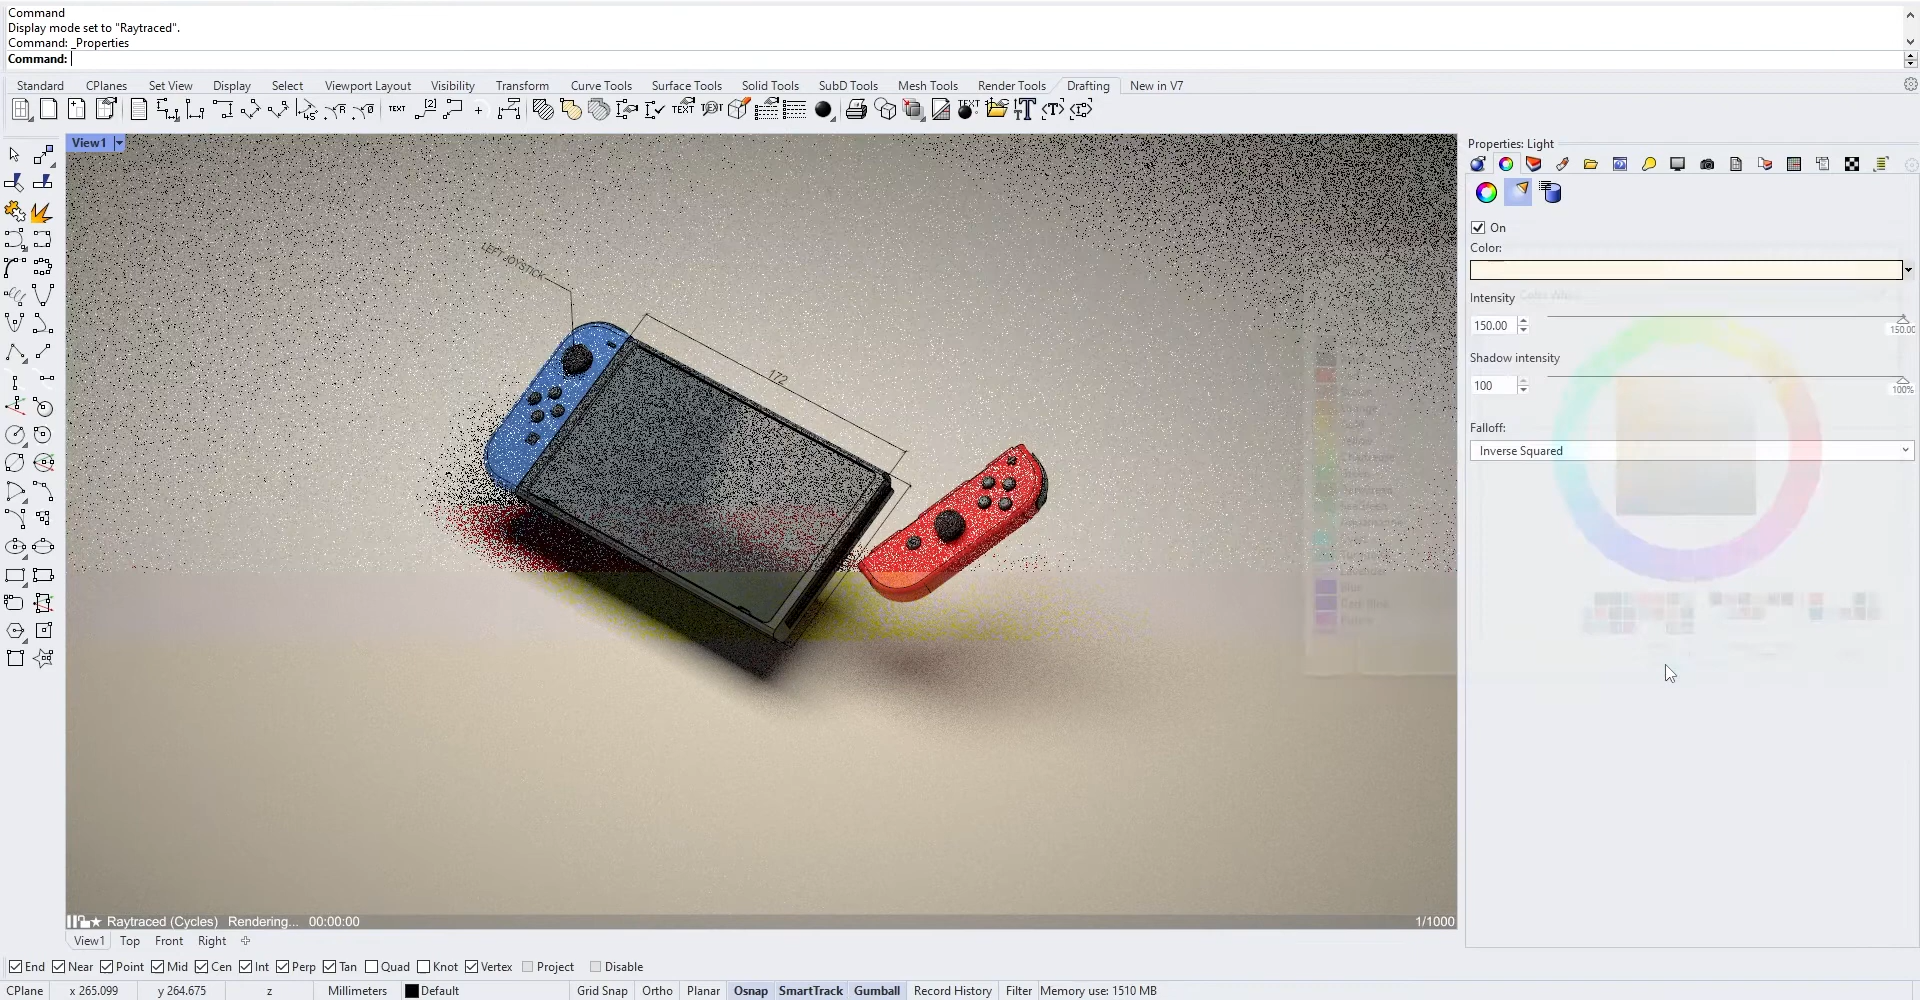 Command
Display mode set to "Raytraced".
Command: _Properties
Command:
Standard CPlanes Set View Display Select Viewport Layout Visibility Transform Curve Tools Surface Tools Solid Tools SubD Tools Mesh Tools Render Tools Drafting New in V7
View1
Properties: Light
On
Color:
Intensity
150.00
150.00
Shadow intensity
100
100%
Falloff:
Inverse Squared
LEFT JOYSTICK
172
Raytraced (Cycles) Rendering... 00:00:00 1/1000
View1 Top Front Right
End Near Point Mid Cen Int Perp Tan Quad Knot Vertex Project Disable
CPlane x 265.099 y 264.675 z Millimeters Default Grid Snap Ortho Planar Osnap SmartTrack Gumball Record History Filter Memory use: 1510 MB